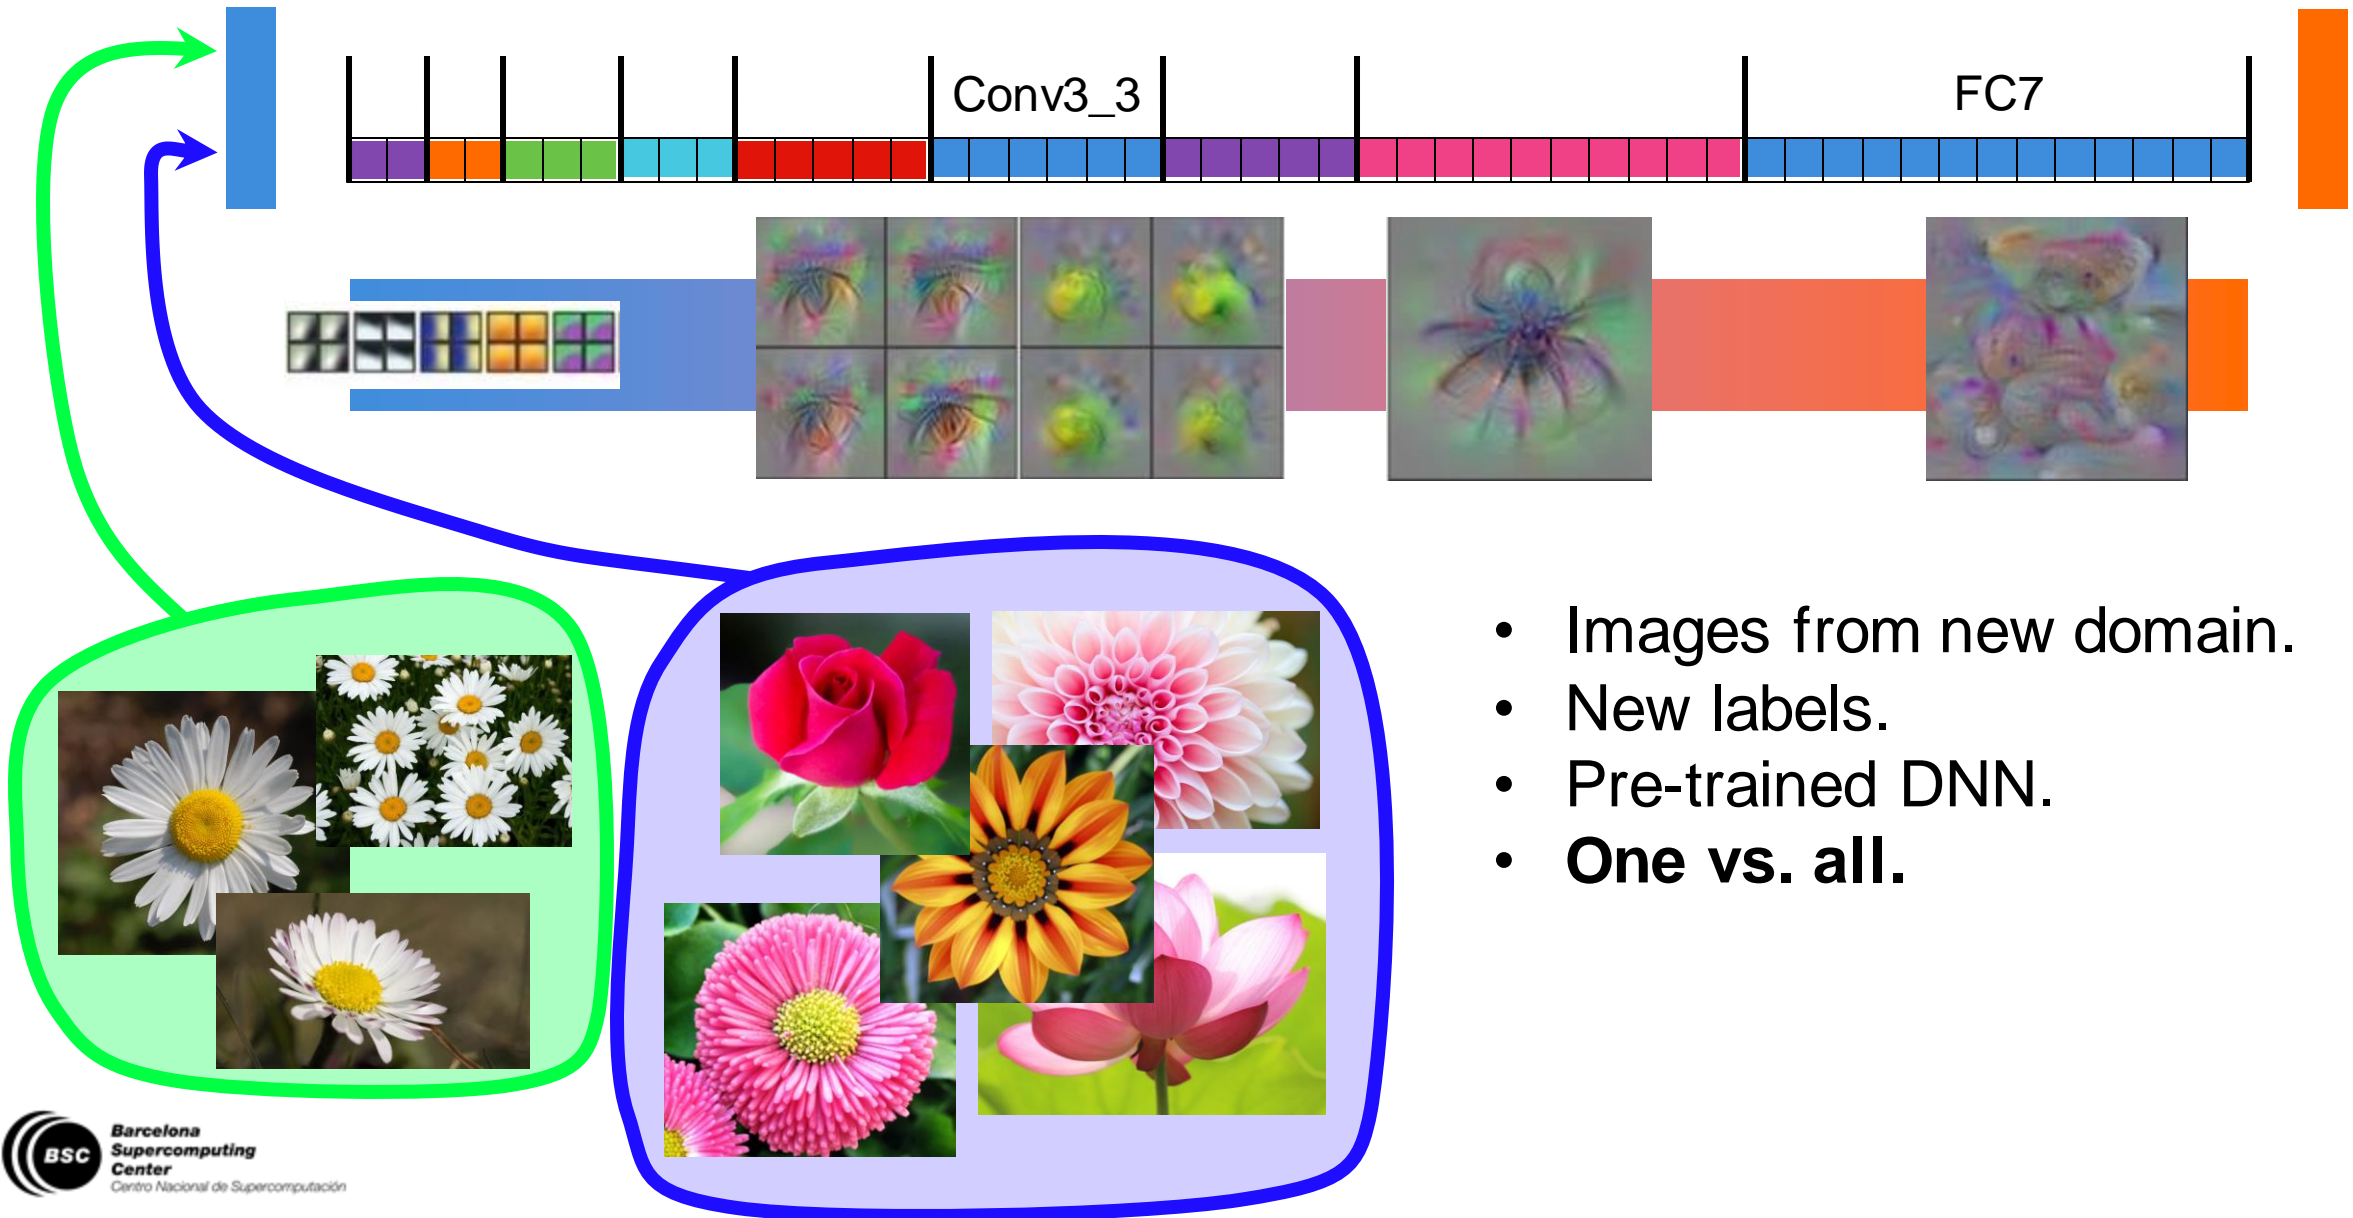 Conv3_3
FC7
• Images from new domain.
• New labels.
• Pre-trained DNN.
• One vs. all.
BSC
Barcelona
Supercomputing
Center
Centro Nacional de Supercomputación